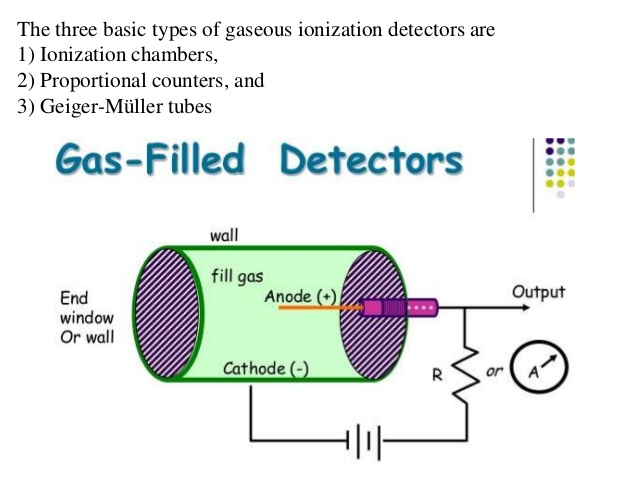 The three basic types of gaseous ionization detectors are
1) Ionization chambers,
2) Proportional counters, and
3) Geiger-Müller tubes
Gas-Filled Detectors
wall
fill gas
Anode (+)
End
window
Or wall
Output
Cathode (-)
R
or
A